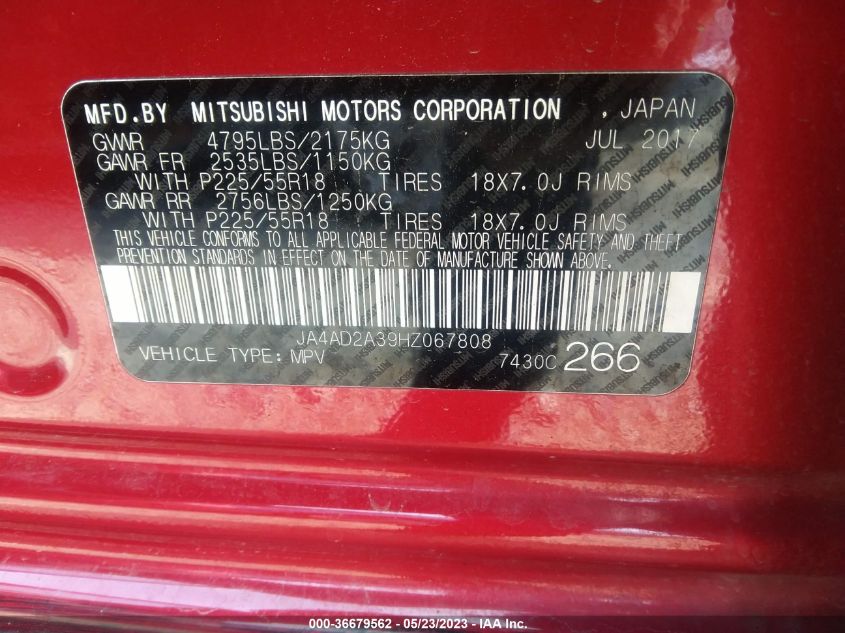 MFD.BY MITSUBISHI MOTORS CORPORATION , JAPAN
GVWR 4795LBS/2175KG JUL 2017
GAWR FR 2535LBS/1150KG
WITH P225/55R18 TIRES 18X7.0J RIMS
GAWR RR 2756LBS/1250KG
WITH P225/55R18 TIRES 18X7.0J RIMS
THIS VEHICLE CONFORMS TO ALL APPLICABLE FEDERAL MOTOR VEHICLE SAFETY AND THEFT
PREVENTION STANDARDS IN EFFECT ON THE DATE OF MANUFACTURE SHOWN ABOVE.
JA4AD2A39HZ067808
VEHICLE TYPE: MPV 7430C 266
000-36679562 - 05/23/2023 - IAA Inc.